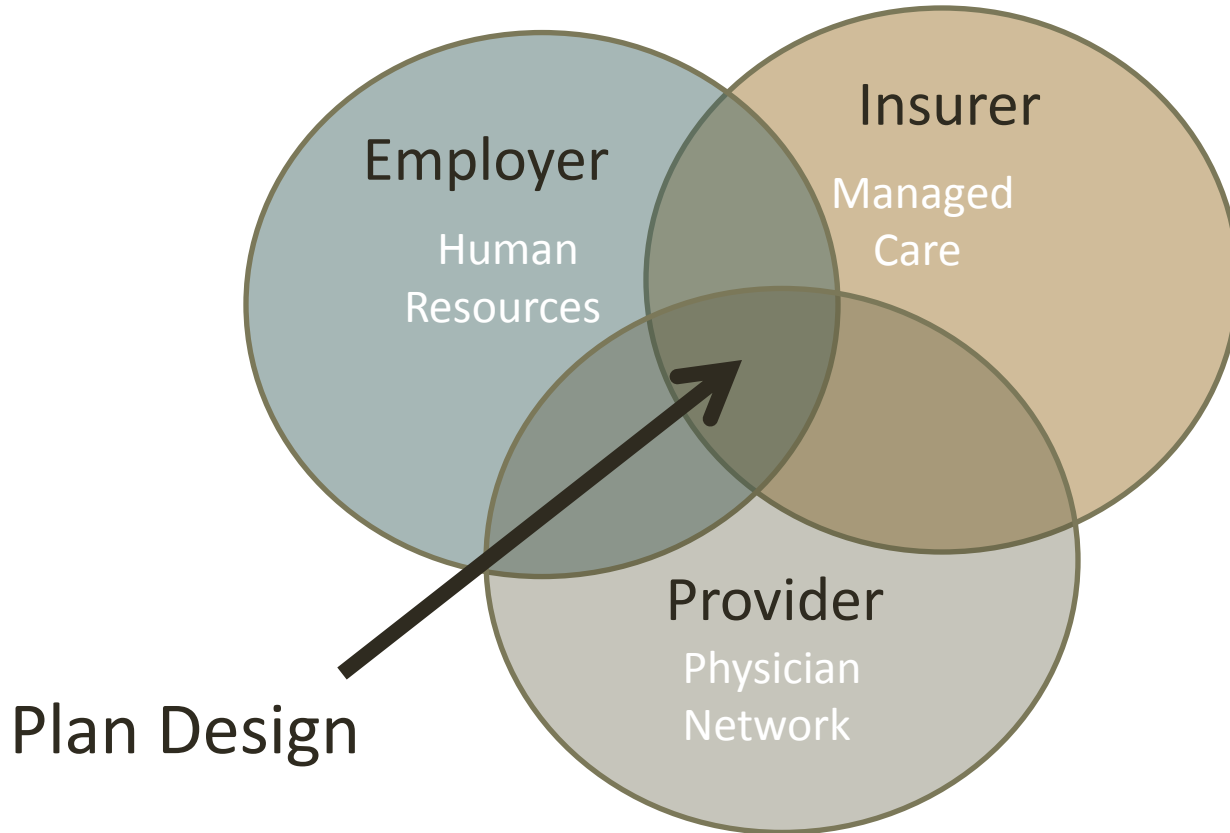 Employer
Human
Resources
Insurer
Managed
Care
Provider
Physician
Network
Plan Design